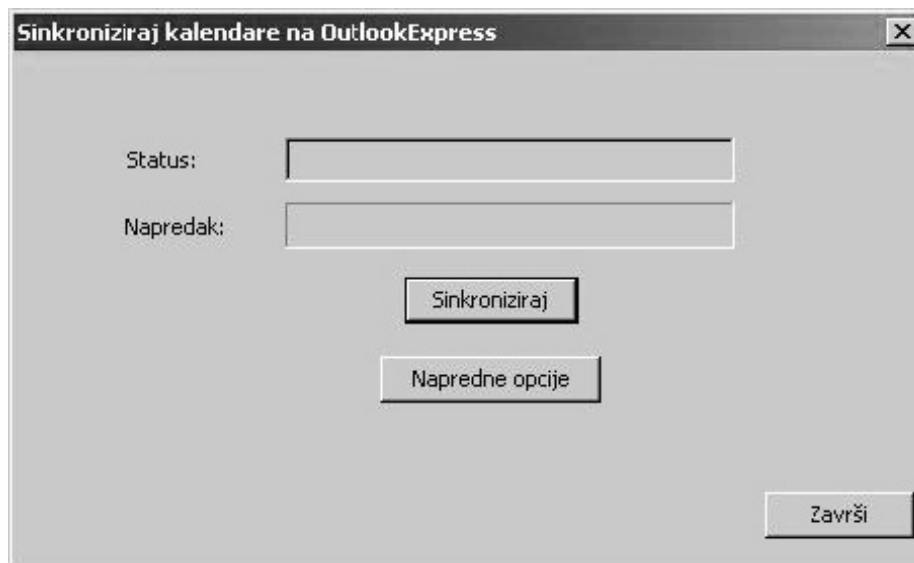 Sinkroniziraj kalendare na OutlookExpress
Status:
Napredak:
Sinkroniziraj
Napredne opcije
Završi